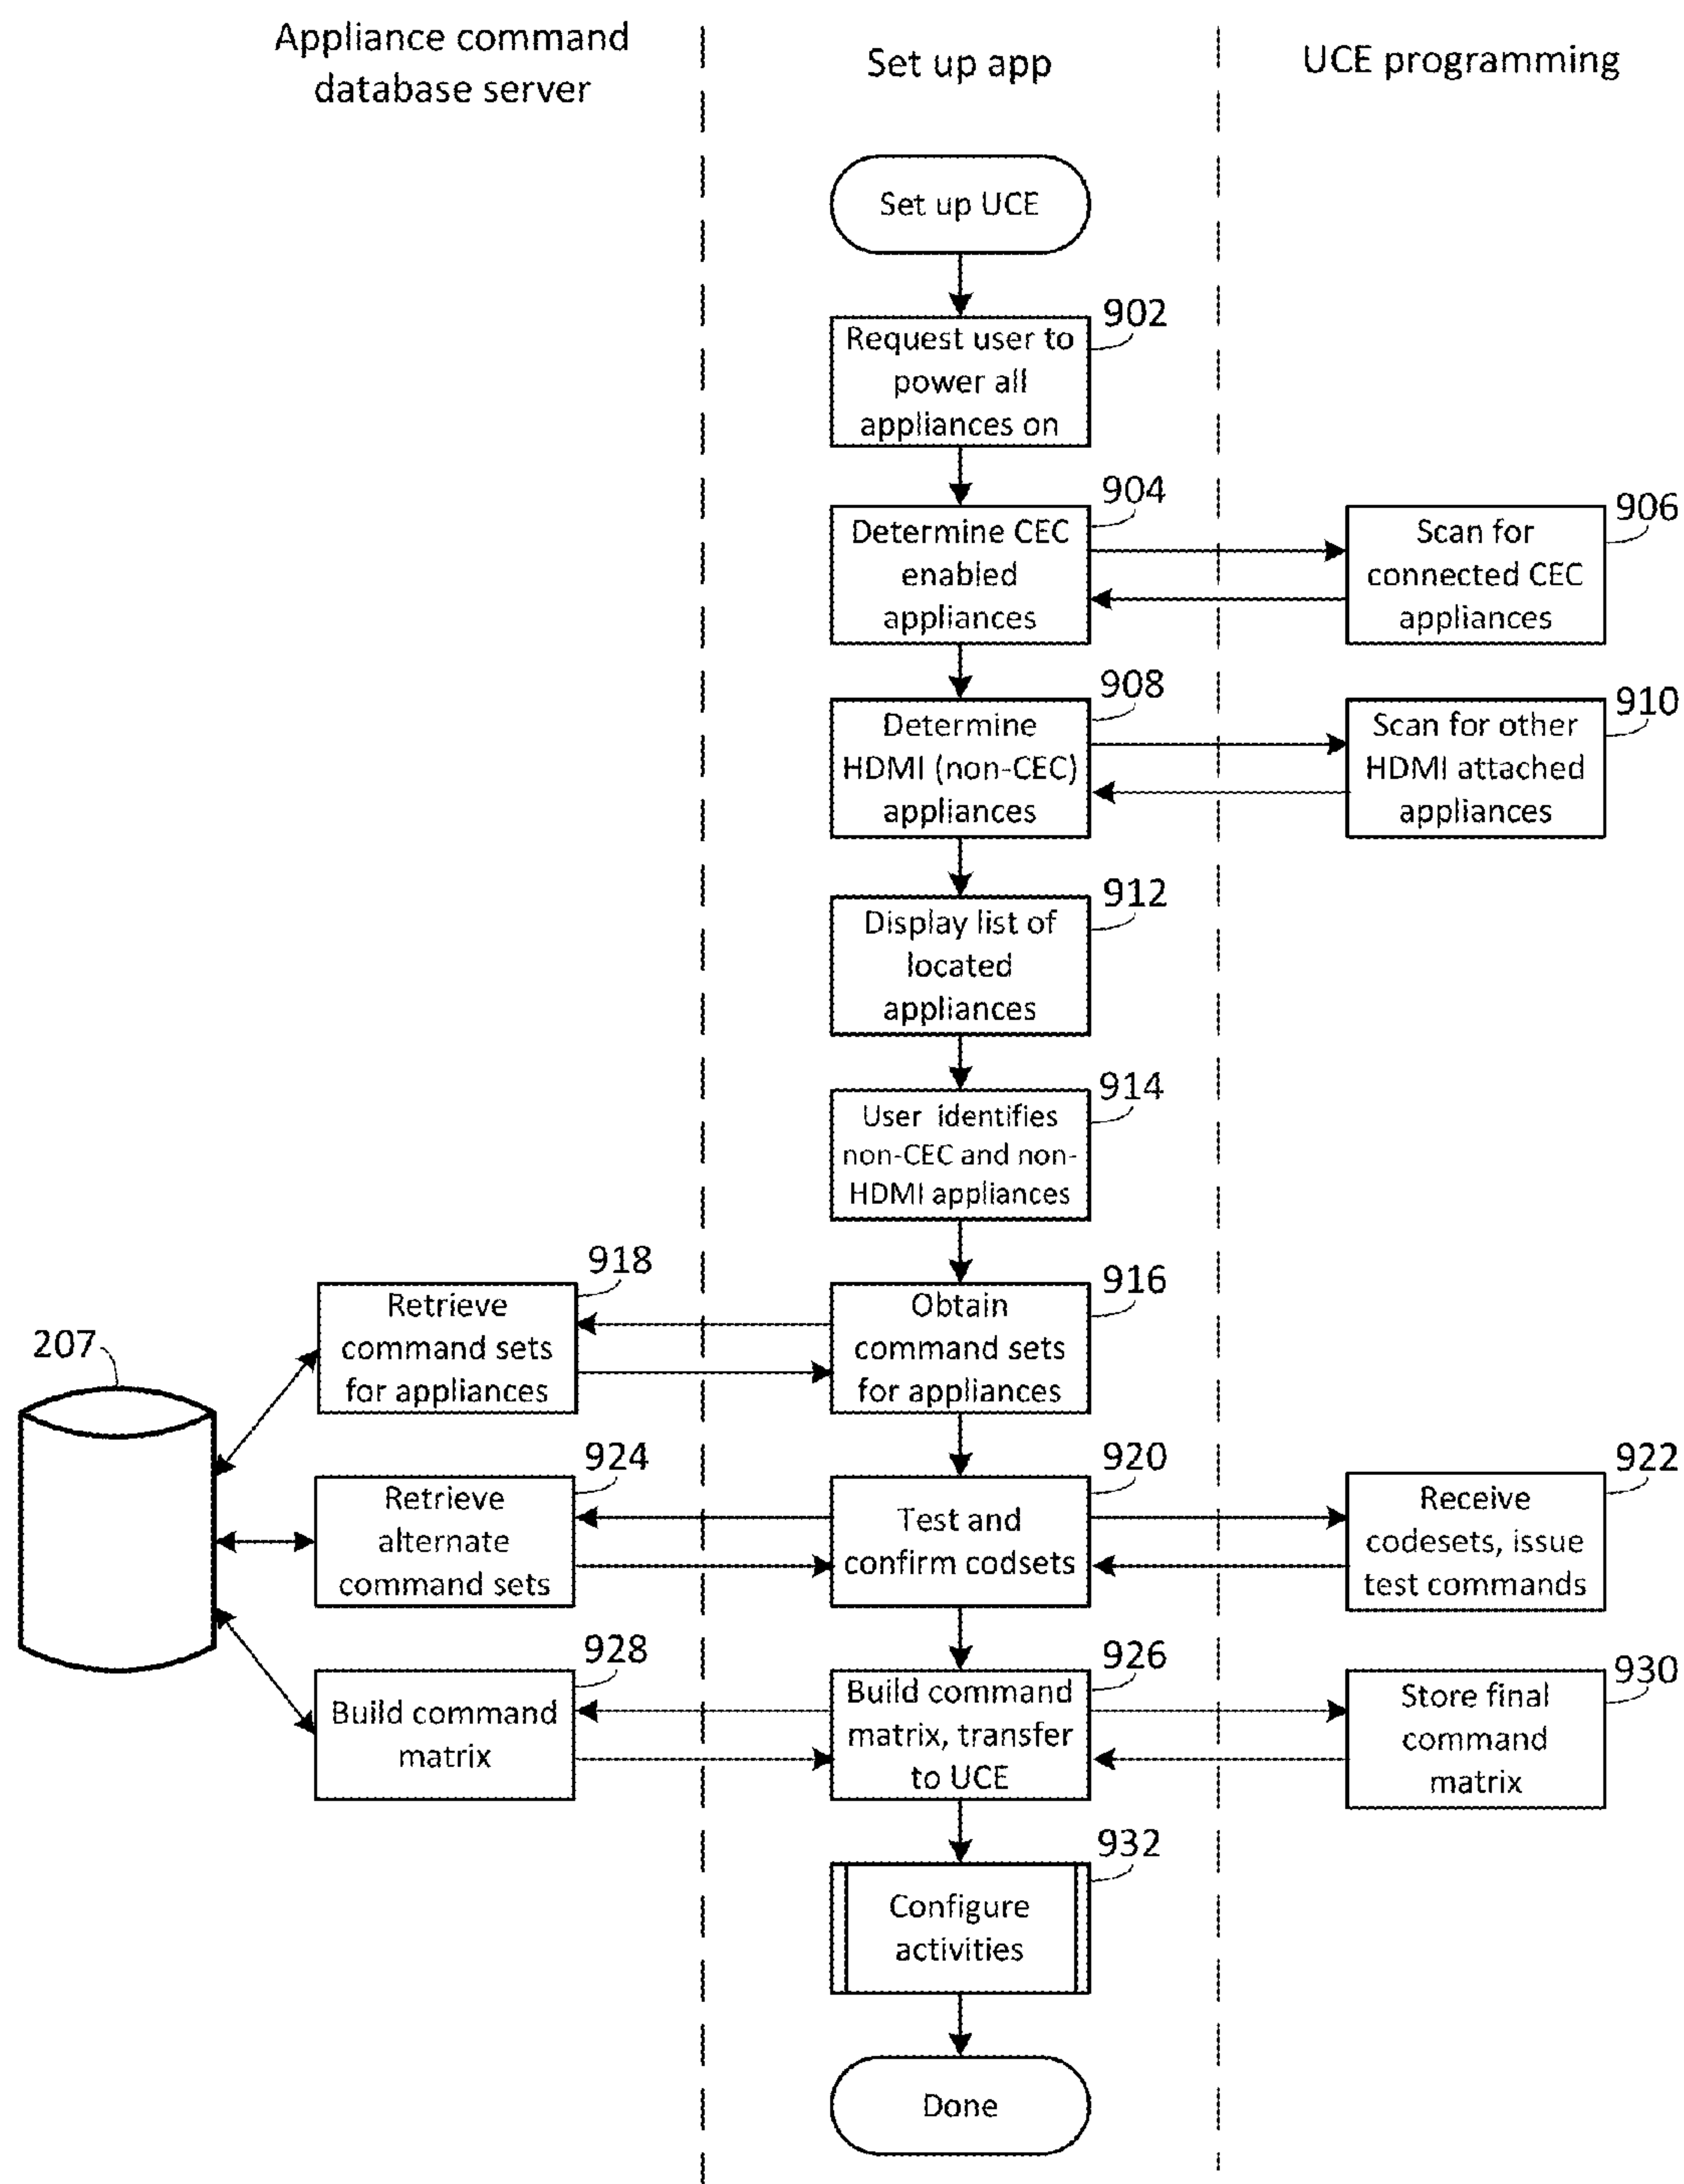 Appliance command
database server
Set up app
UCE programming
Set up UCE
902
Request user to
power all
appliances on
904
Determine CEC
enabled
appliances
906
Scan for
connected CEC
appliances
908
Determine
HDMI (non-CEC)
appliances
910
Scan for other
HDMI attached
appliances
912
Display list of
located
appliances
914
User identifies
non-CEC and non-
HDMI appliances
918
Retrieve
command sets
for appliances
916
Obtain
command sets
for appliances
207
924
Retrieve
alternate
command sets
920
Test and
confirm codsets
922
Receive
codesets, issue
test commands
928
Build command
matrix
926
Build command
matrix, transfer
to UCE
930
Store final
command
matrix
932
Configure
activities
Done